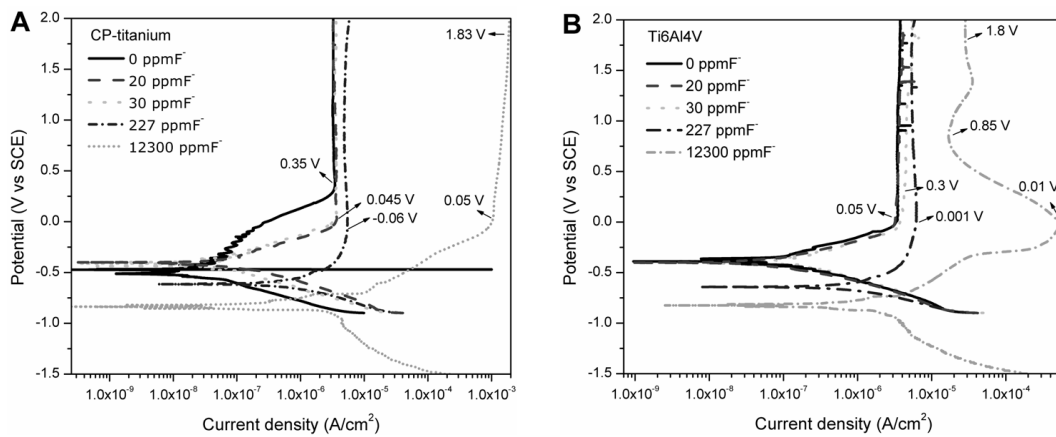 A
CP-titanium
0 ppmF⁻
20 ppmF⁻
30 ppmF⁻
227 ppmF⁻
12300 ppmF⁻
1.83 V
0.35 V
0.045 V
-0.06 V
0.05 V
2.0
1.5
1.0
0.5
0.0
-0.5
-1.0
-1.5
Potential (V vs SCE)
1.0x10⁻⁹
1.0x10⁻⁸
1.0x10⁻⁷
1.0x10⁻⁶
1.0x10⁻⁵
1.0x10⁻⁴
1.0x10⁻³
Current density (A/cm²)
B
Ti6Al4V
0 ppmF⁻
20 ppmF⁻
30 ppmF⁻
227 ppmF⁻
12300 ppmF⁻
1.8 V
0.85 V
0.01 V
0.3 V
0.05 V
0.001 V
2.0
1.5
1.0
0.5
0.0
-0.5
-1.0
-1.5
Potential (V vs SCE)
1.0x10⁻⁹
1.0x10⁻⁸
1.0x10⁻⁷
1.0x10⁻⁶
1.0x10⁻⁵
1.0x10⁻⁴
Current density (A/cm²)